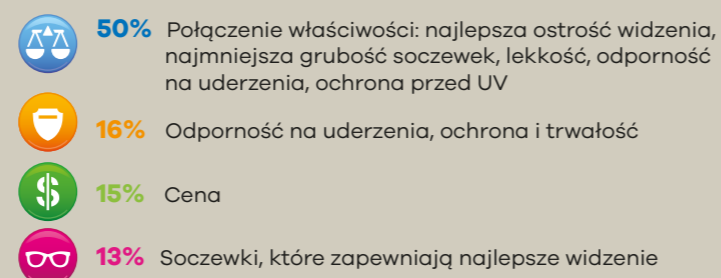 50% Połączenie właściwości: najlepsza ostrość widzenia,
najmniejsza grubość soczewek, lekkość, odporność
na uderzenia, ochrona przed UV
16% Odporność na uderzenia, ochrona i trwałość
$
15% Cena
13% Soczewki, które zapewniają najlepsze widzenie